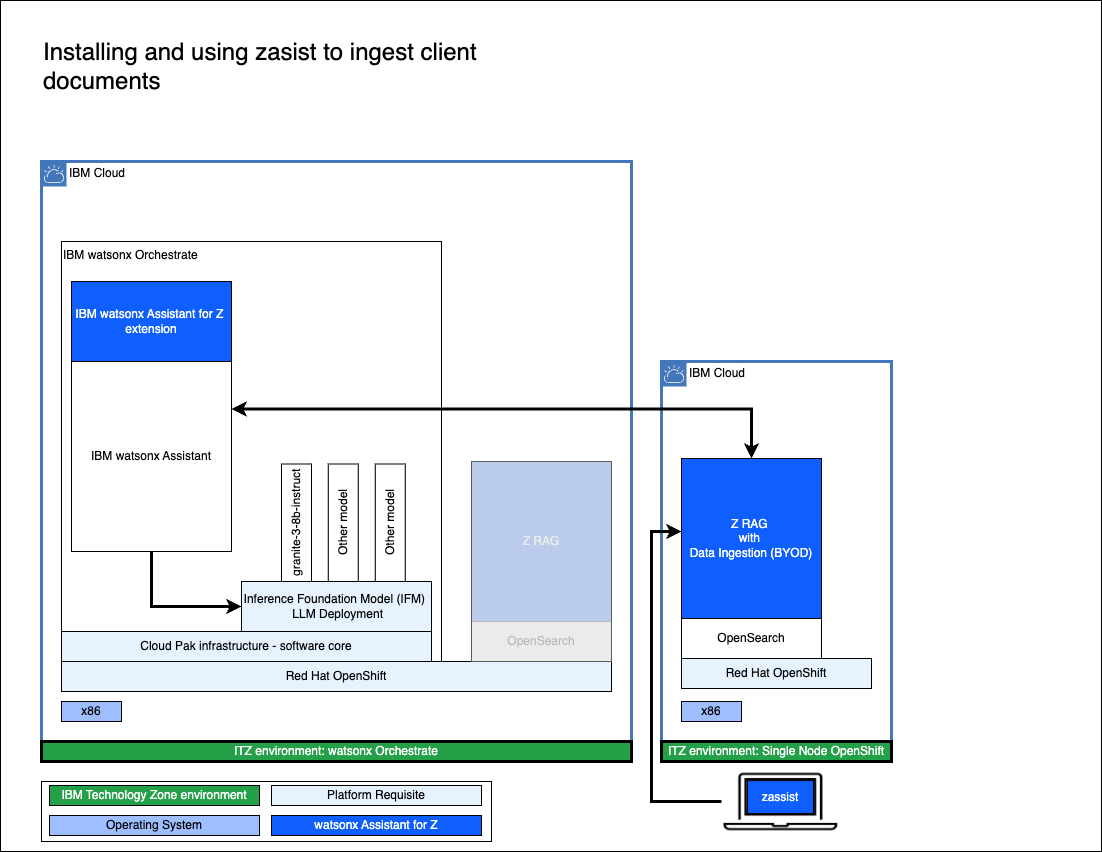 Installing and using zasist to ingest client
documents
IBM Cloud
IBM watsonx Orchestrate
IBM watsonx Assistant for Z
extension
IBM watsonx Assistant
granite-3-8b-instruct
Other model
Other model
Inference Foundation Model (IFM)
LLM Deployment
Cloud Pak infrastructure - software core
Red Hat OpenShift
Z RAG
OpenSearch
x86
ITZ environment: watsonx Orchestrate
IBM Cloud
Z RAG
with
Data Ingestion (BYOD)
OpenSearch
Red Hat OpenShift
x86
ITZ environment: Single Node OpenShift
zassist
IBM Technology Zone environment
Platform Requisite
Operating System
watsonx Assistant for Z